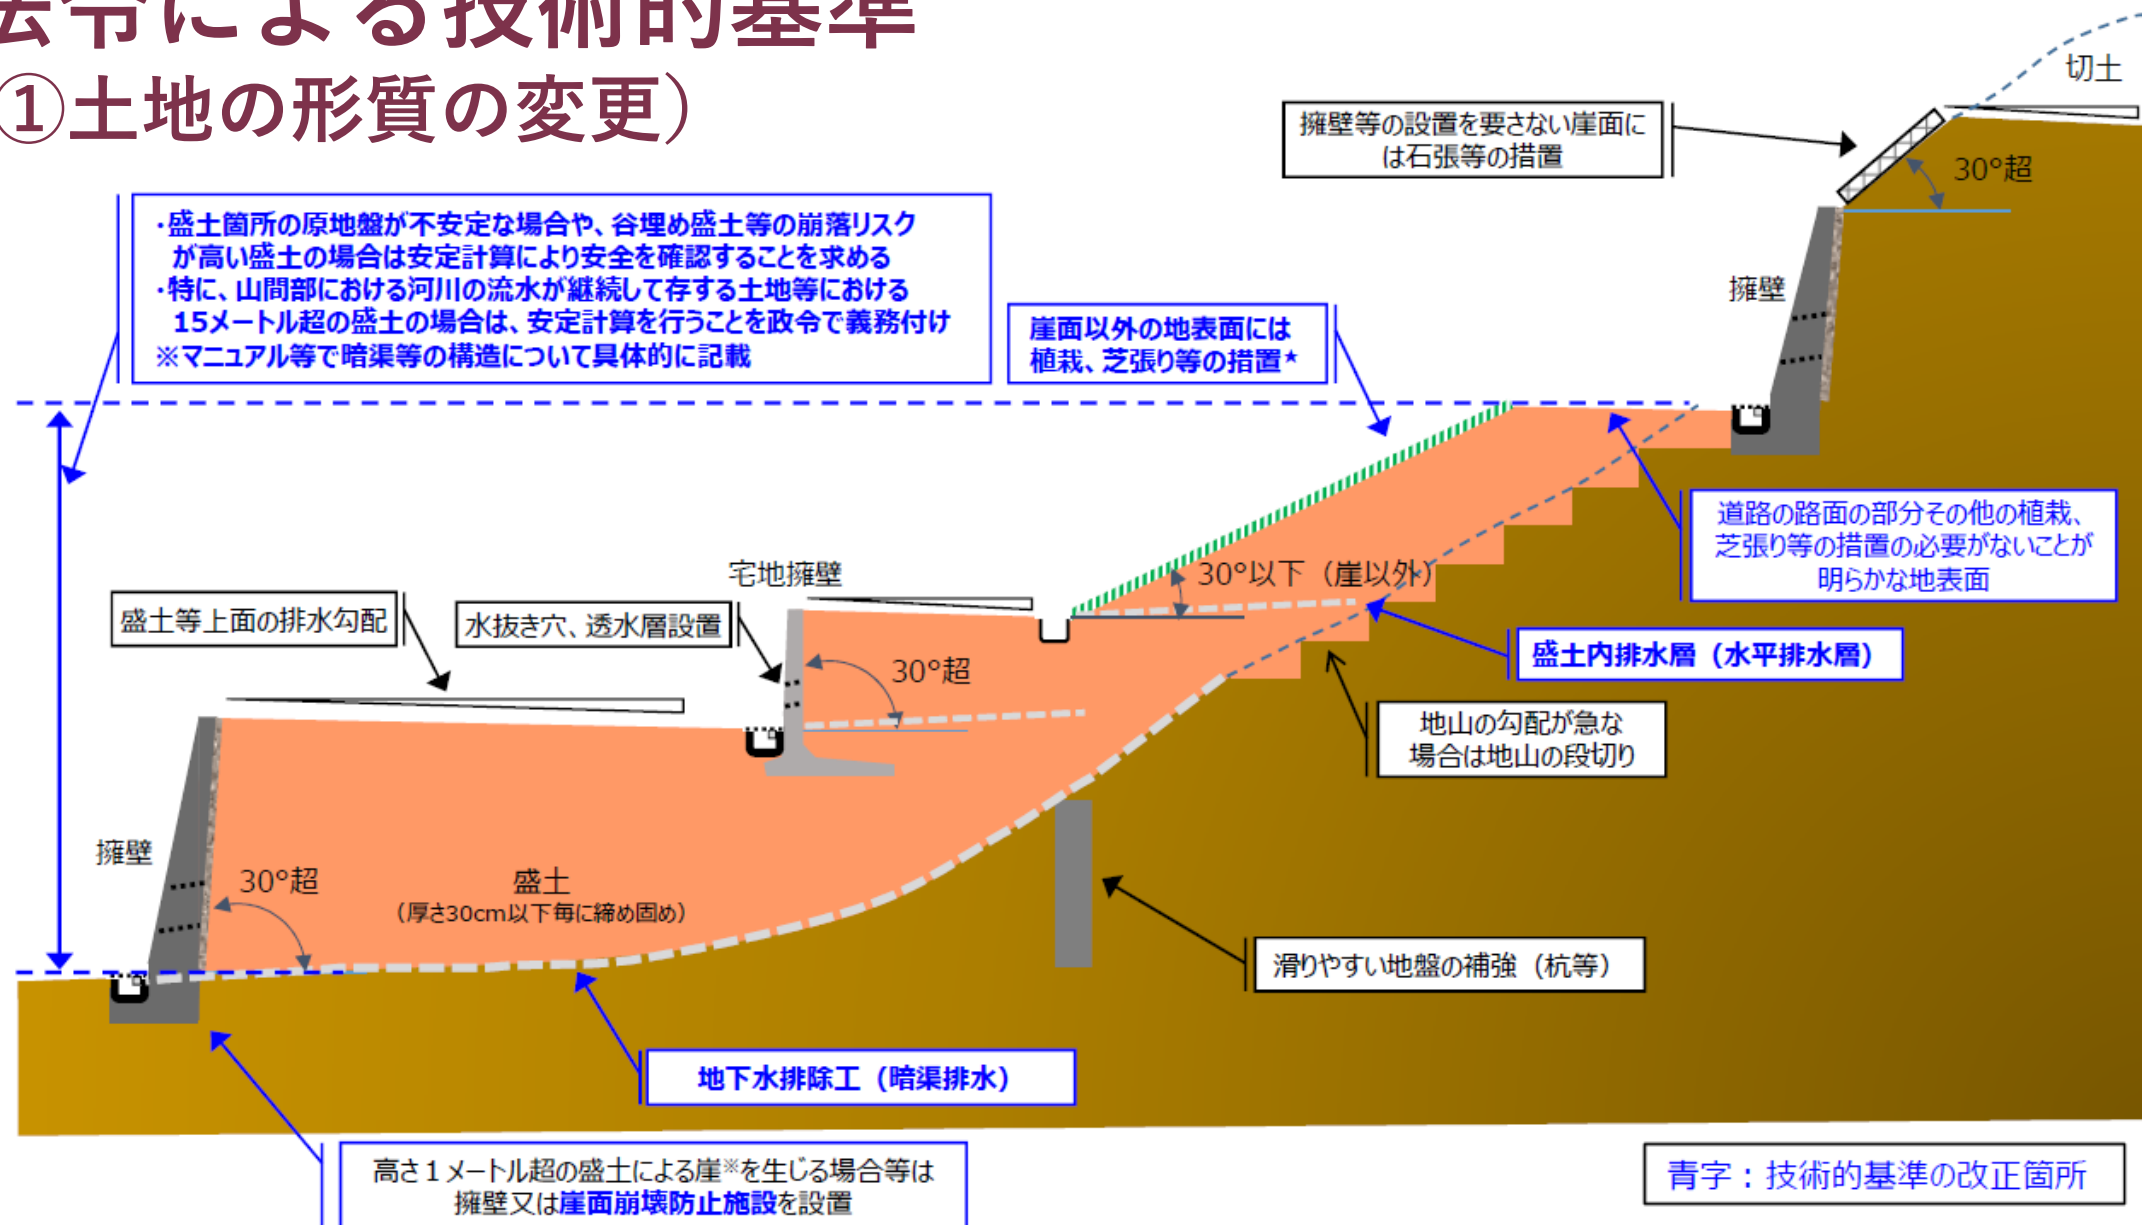 法令による技術的基準
①土地の形質の変更）
切土
擁壁等の設置を要さない崖面に
は石張等の措置
30°超
・盛土箇所の原地盤が不安定な場合や、谷埋め盛土等の崩落リスク
が高い盛土の場合は安定計算により安全を確認することを求める
・特に、山間部における河川の流水が継続して存する土地等における
15メートル超の盛土の場合は、安定計算を行うことを政令で義務付け
※マニュアル等で暗渠等の構造について具体的に記載
擁壁
崖面以外の地表面には
植栽、芝張り等の措置★
道路の路面の部分その他の植栽、
芝張り等の措置の必要がないことが
明らかな地表面
宅地擁壁
30°以下（崖以外）
盛土等上面の排水勾配
水抜き穴、透水層設置
盛土内排水層（水平排水層）
30°超
地山の勾配が急な
場合は地山の段切り
擁壁
30°超
盛土
（厚さ30cm以下毎に締め固め）
滑りやすい地盤の補強（杭等）
地下水排除工（暗渠排水）
高さ１メートル超の盛土による崖※を生じる場合等は
擁壁又は崖面崩壊防止施設を設置
青字：技術的基準の改正箇所